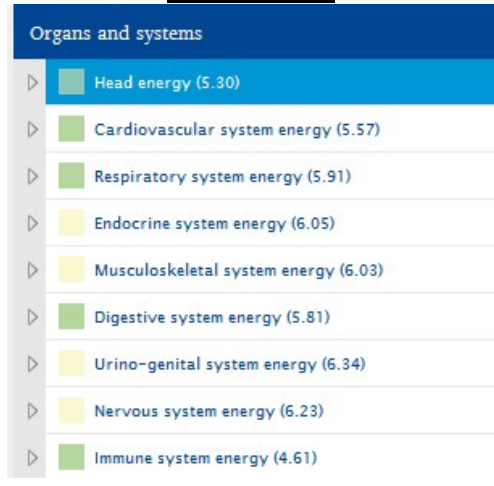 Organs and systems
Head energy (5.30)
Cardiovascular system energy (5.57)
Respiratory system energy (5.91)
Endocrine system energy (6.05)
Musculoskeletal system energy (6.03)
Digestive system energy (5.81)
Urino-genital system energy (6.34)
Nervous system energy (6.23)
Immune system energy (4.61)